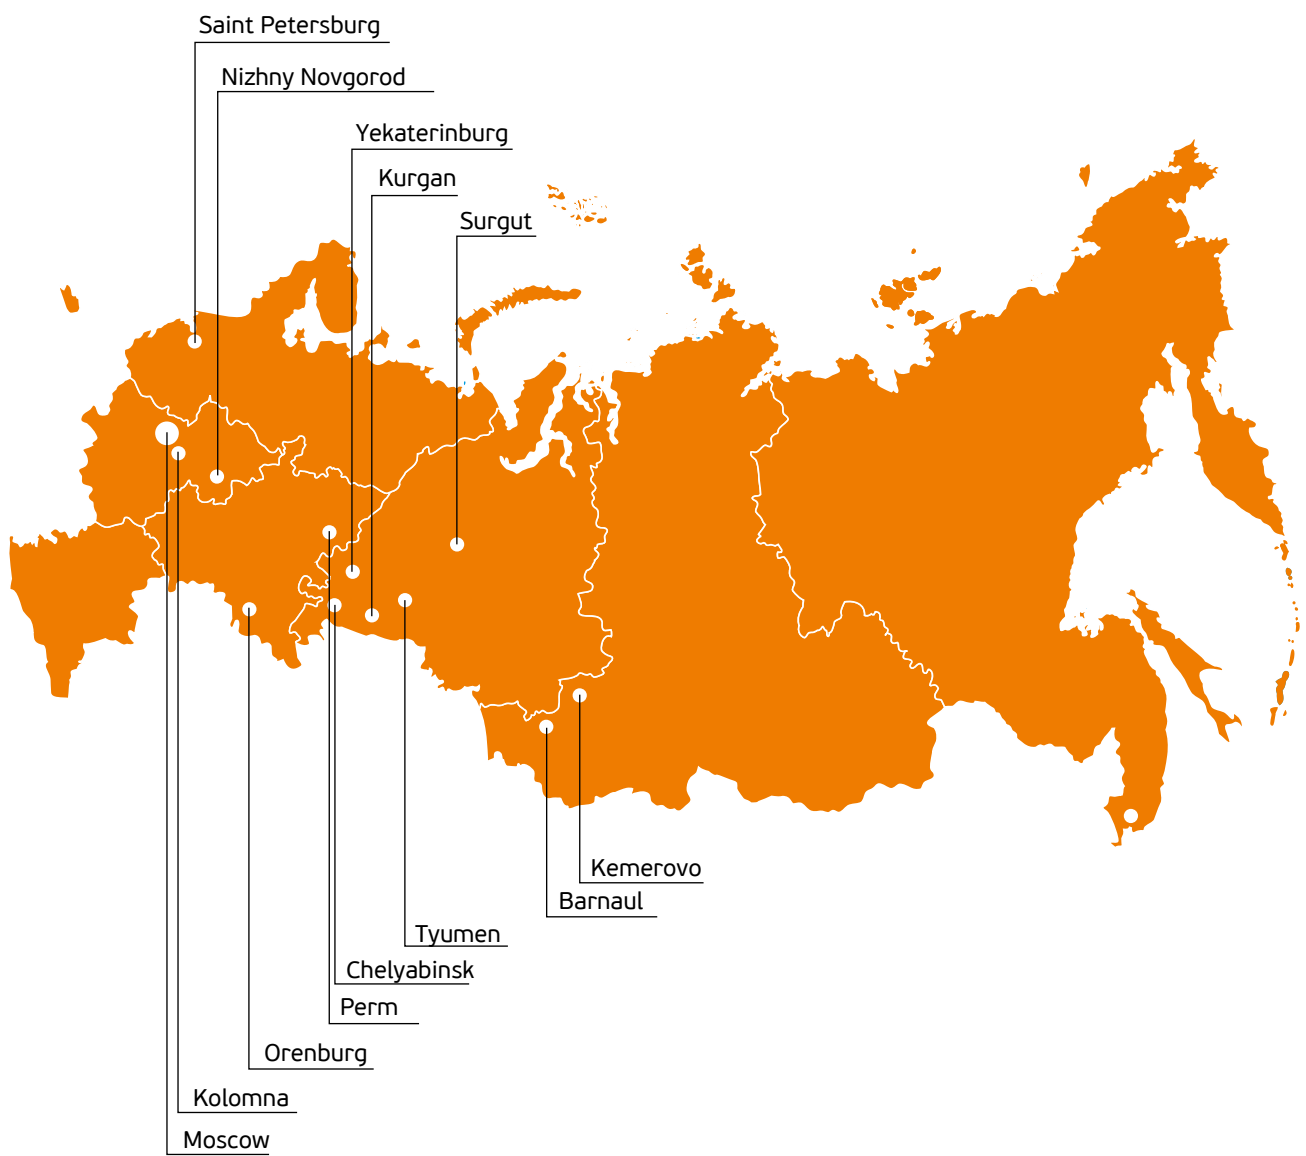 Saint Petersburg
Nizhny Novgorod
Yekaterinburg
Kurgan
Surgut
Kemerovo
Barnaul
Tyumen
Chelyabinsk
Perm
Orenburg
Kolomna
Moscow